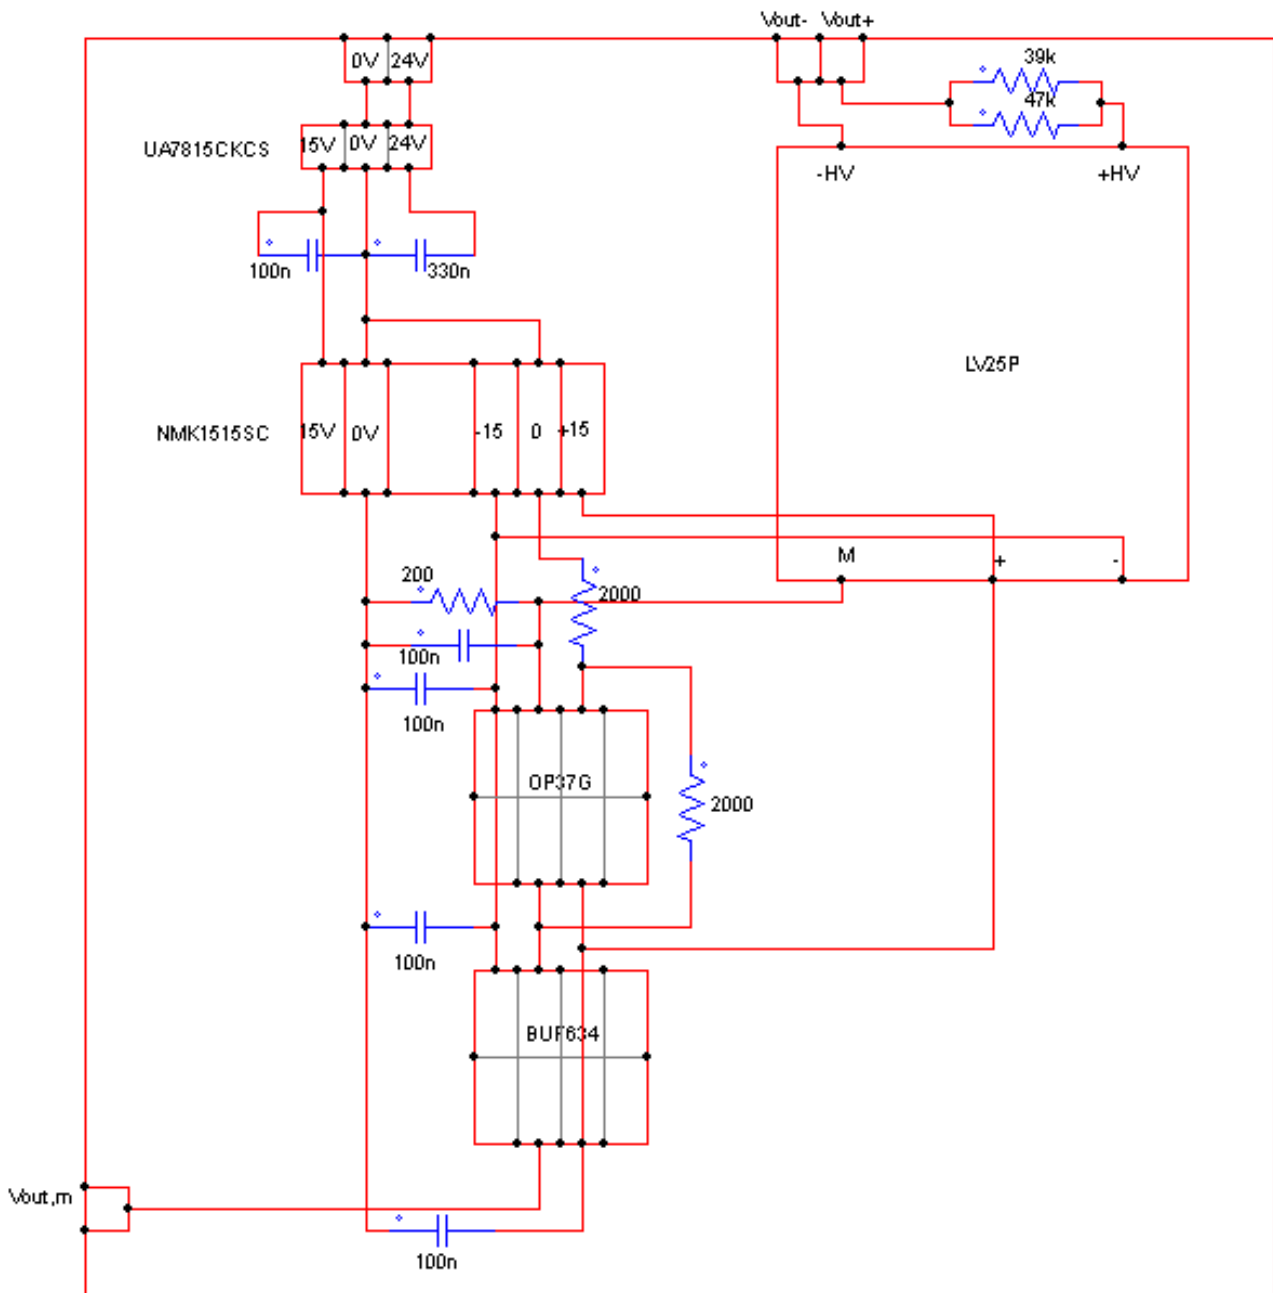 Vout- Vout+
0V 24V
39k
47k
UA7815CKCS 15V 0V 24V
-HV +HV
100n 330n
LV25P
NMK1515SC 15V 0V -15 0 +15
M + -
200
2000
100n
100n
OP37G
2000
100n
BUF634
Vout,m
100n